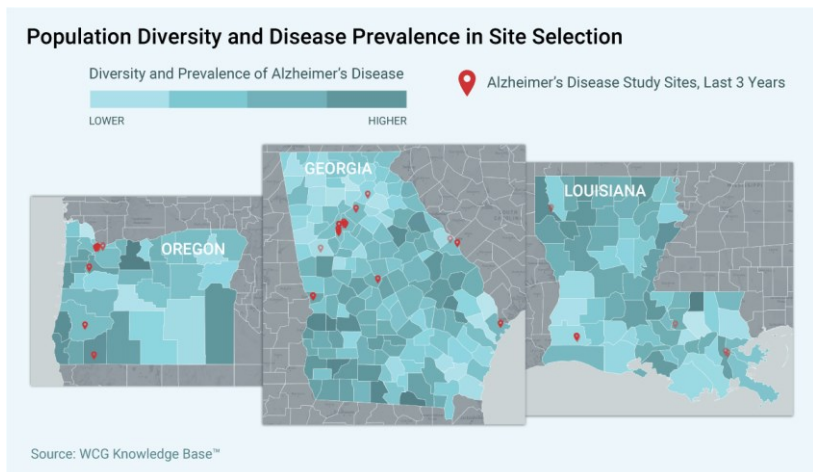 Population Diversity and Disease Prevalence in Site Selection
Diversity and Prevalence of Alzheimer's Disease
LOWER
HIGHER
Alzheimer's Disease Study Sites, Last 3 Years
GEORGIA
LOUISIANA
OREGON
Source: WCG Knowledge Base™